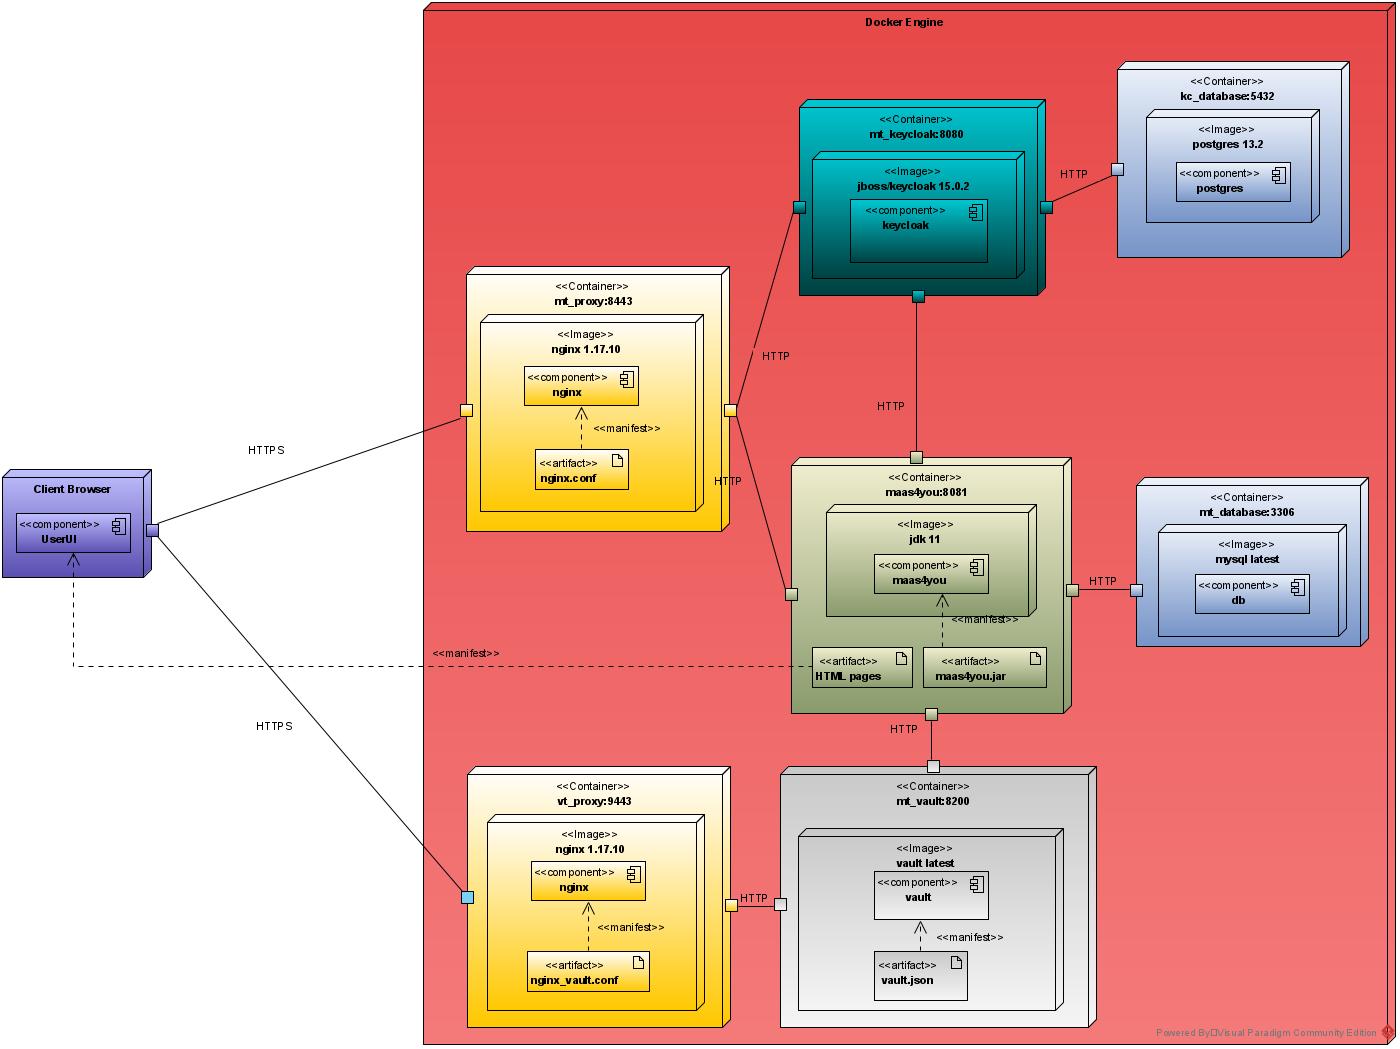 Docker Engine
<<Container>>
kc_database:5432
<<Image>>
postgres 13.2
<<component>>
postgres
<<Container>>
mt_keycloak:8080
<<Image>>
jboss/keycloak 15.0.2
<<component>>
keycloak
HTTP
<<Container>>
mt_proxy:8443
<<Image>>
nginx 1.17.10
<<component>>
nginx
<<manifest>>
<<artifact>>
nginx.conf
HTTP
HTTP
HTTP
HTTPS
Client Browser
<<component>>
UserUI
<<Container>>
maas4you:8081
<<Image>>
jdk 11
<<component>>
maas4you
<<manifest>>
<<artifact>>
HTML pages
<<artifact>>
maas4you.jar
HTTP
<<Container>>
mt_database:3306
<<Image>>
mysql latest
<<component>>
db
<<manifest>>
HTTPS
HTTP
<<Container>>
vt_proxy:9443
<<Image>>
nginx 1.17.10
<<component>>
nginx
<<manifest>>
<<artifact>>
nginx_vault.conf
HTTP
<<Container>>
mt_vault:8200
<<Image>>
vault latest
<<component>>
vault
<<manifest>>
<<artifact>>
vault.json
Powered By□Visual Paradigm Community Edition